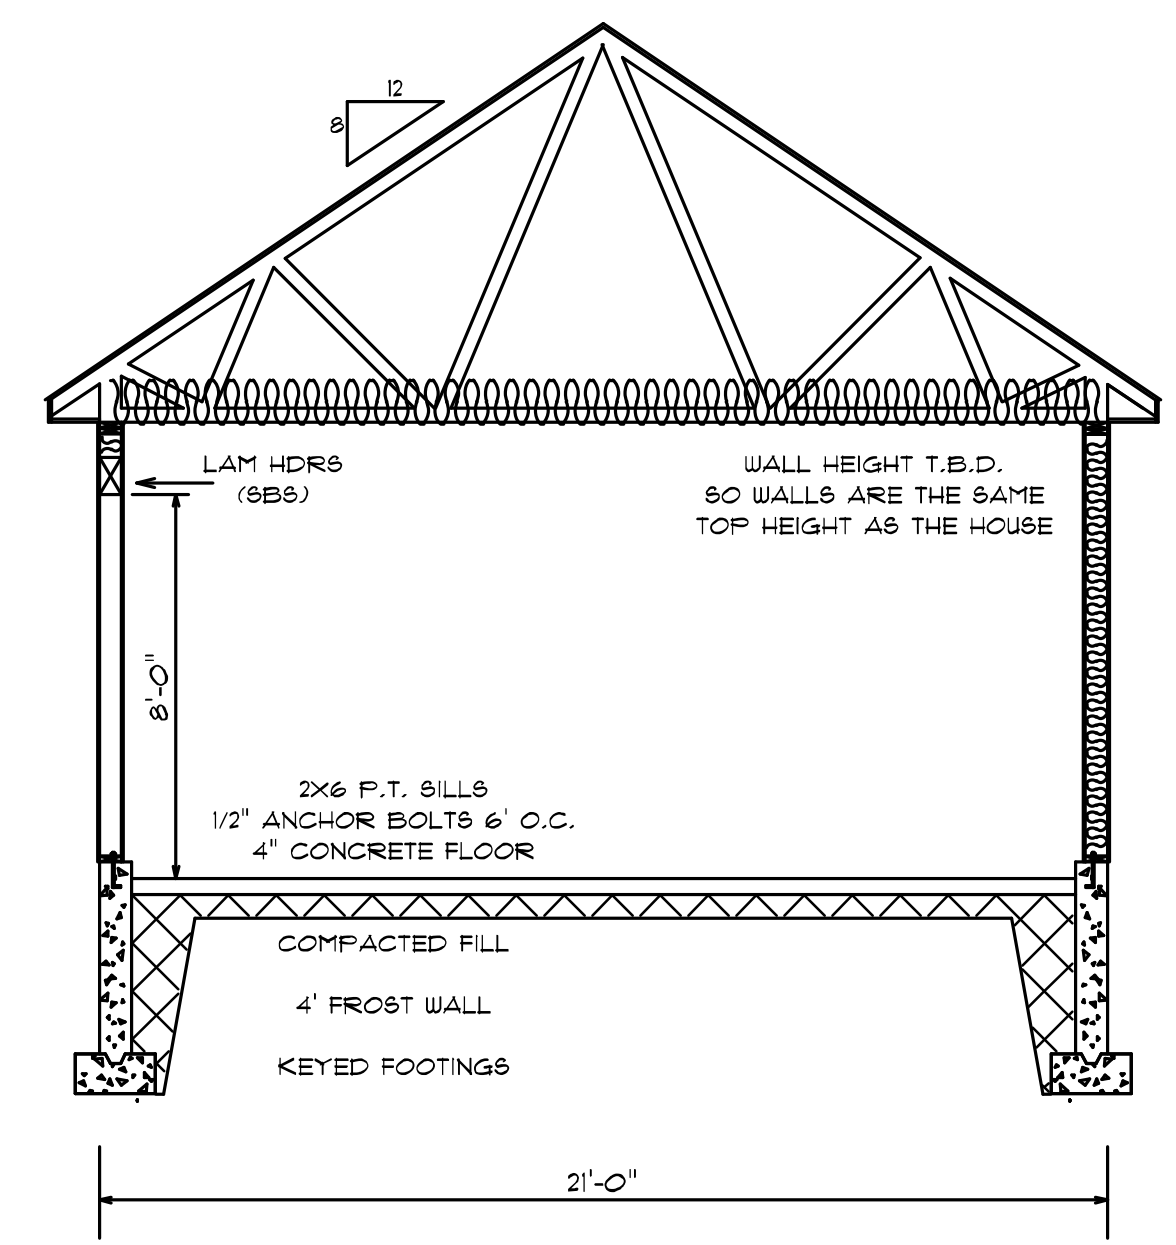 12
8
LAM HDRS
(SBS)
WALL HEIGHT T.B.D.
SO WALLS ARE THE SAME
TOP HEIGHT AS THE HOUSE
8'-0"
2X6 P.T. SILLS
1/2" ANCHOR BOLTS 6' O.C.
4" CONCRETE FLOOR
COMPACTED FILL
4' FROST WALL
KEYED FOOTINGS
21'-0"